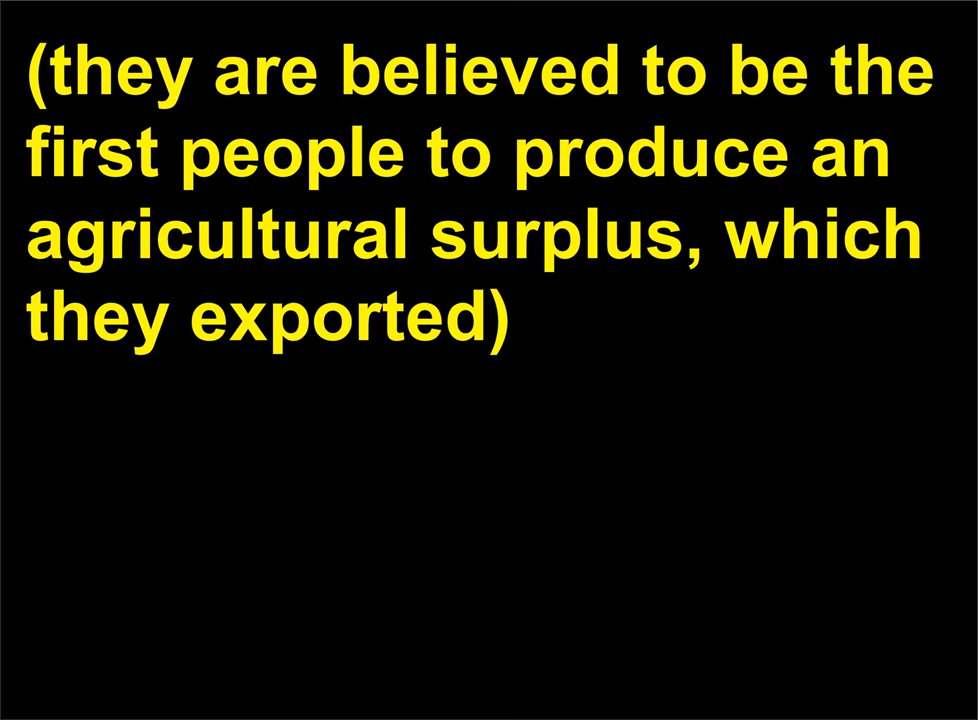 (they are believed to be the
first people to produce an
agricultural surplus, which
they exported)